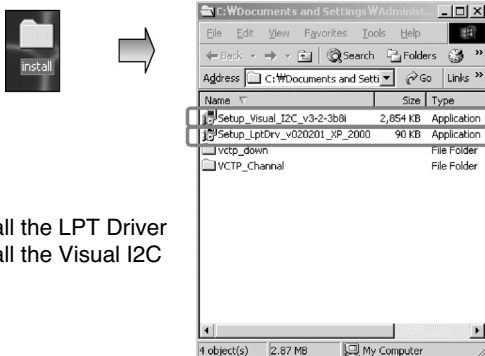 install
C:₩Documents and Settings₩Administ...
File Edit View Favorites Tools Help
Back Search Folders »
Address C:₩Documents and Setti Go Links »
Name Size Type
Setup_Visual_I2C_v3-2-3b8i 2,854 KB Application
Setup_LptDrv_v020201_XP_2000 90 KB Application
vctp_down File Folder
VCTP_Channel File Folder
all the LPT Driver
all the Visual I2C
4 object(s) 2.87 MB My Computer